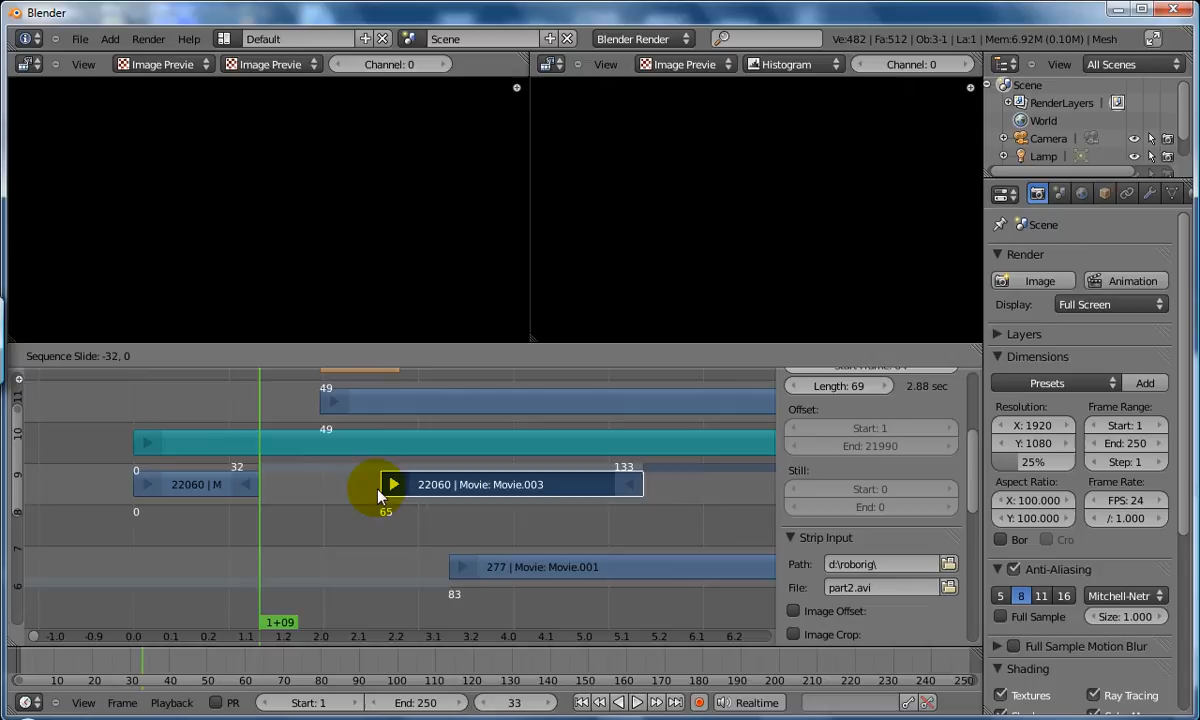 Blender
File Add Render Help Default Scene Blender Render Ve:482 | Fa:512 | Ob:3-1 | La:1 | Mem:6.92M (0.10M) | Mesh
View Image Previe Image Previe Channel: 0 View Image Previe Histogram Channel: 0 View All Scenes
Scene
RenderLayers
World
Camera
Lamp
Scene
Render
Image Animation
Display: Full Screen
Layers
Dimensions
Presets Add
Resolution: Frame Range:
X: 1920 Start: 1
Y: 1080 End: 250
25% Step: 1
Aspect Ratio: Frame Rate:
X: 100.000 FPS: 24
Y: 100.000 /: 1.000
Bor Cro
Anti-Aliasing
5 8 11 16 Mitchell-Netr
Full Sample Size: 1.000
Full Sample Motion Blur
Shading
Textures Ray Tracing
Sequence Slide: -32, 0
49
49
0 32 133
22060 | M 22060 | Movie: Movie.003
0 65
277 | Movie: Movie.001
83
11
10
9
8
7
6
1+09
-1.0 -0.9 0.0 0.1 0.2 1.1 1.2 2.0 2.1 2.2 3.1 3.2 4.0 4.1 5.0 5.1 5.2 6.1 6.2
Length: 69 2.88 sec
Offset:
Start: 1
End: 21990
Still:
Start: 0
End: 0
Strip Input
Path: d:\roborig\
File: part2.avi
Image Offset:
Image Crop:
10 20 30 40 50 60 70 80 90 100 110 120 130 140 150 160 170 180 190 200 210 220 230 240 250
View Frame Playback PR Start: 1 End: 250 33 Realtime